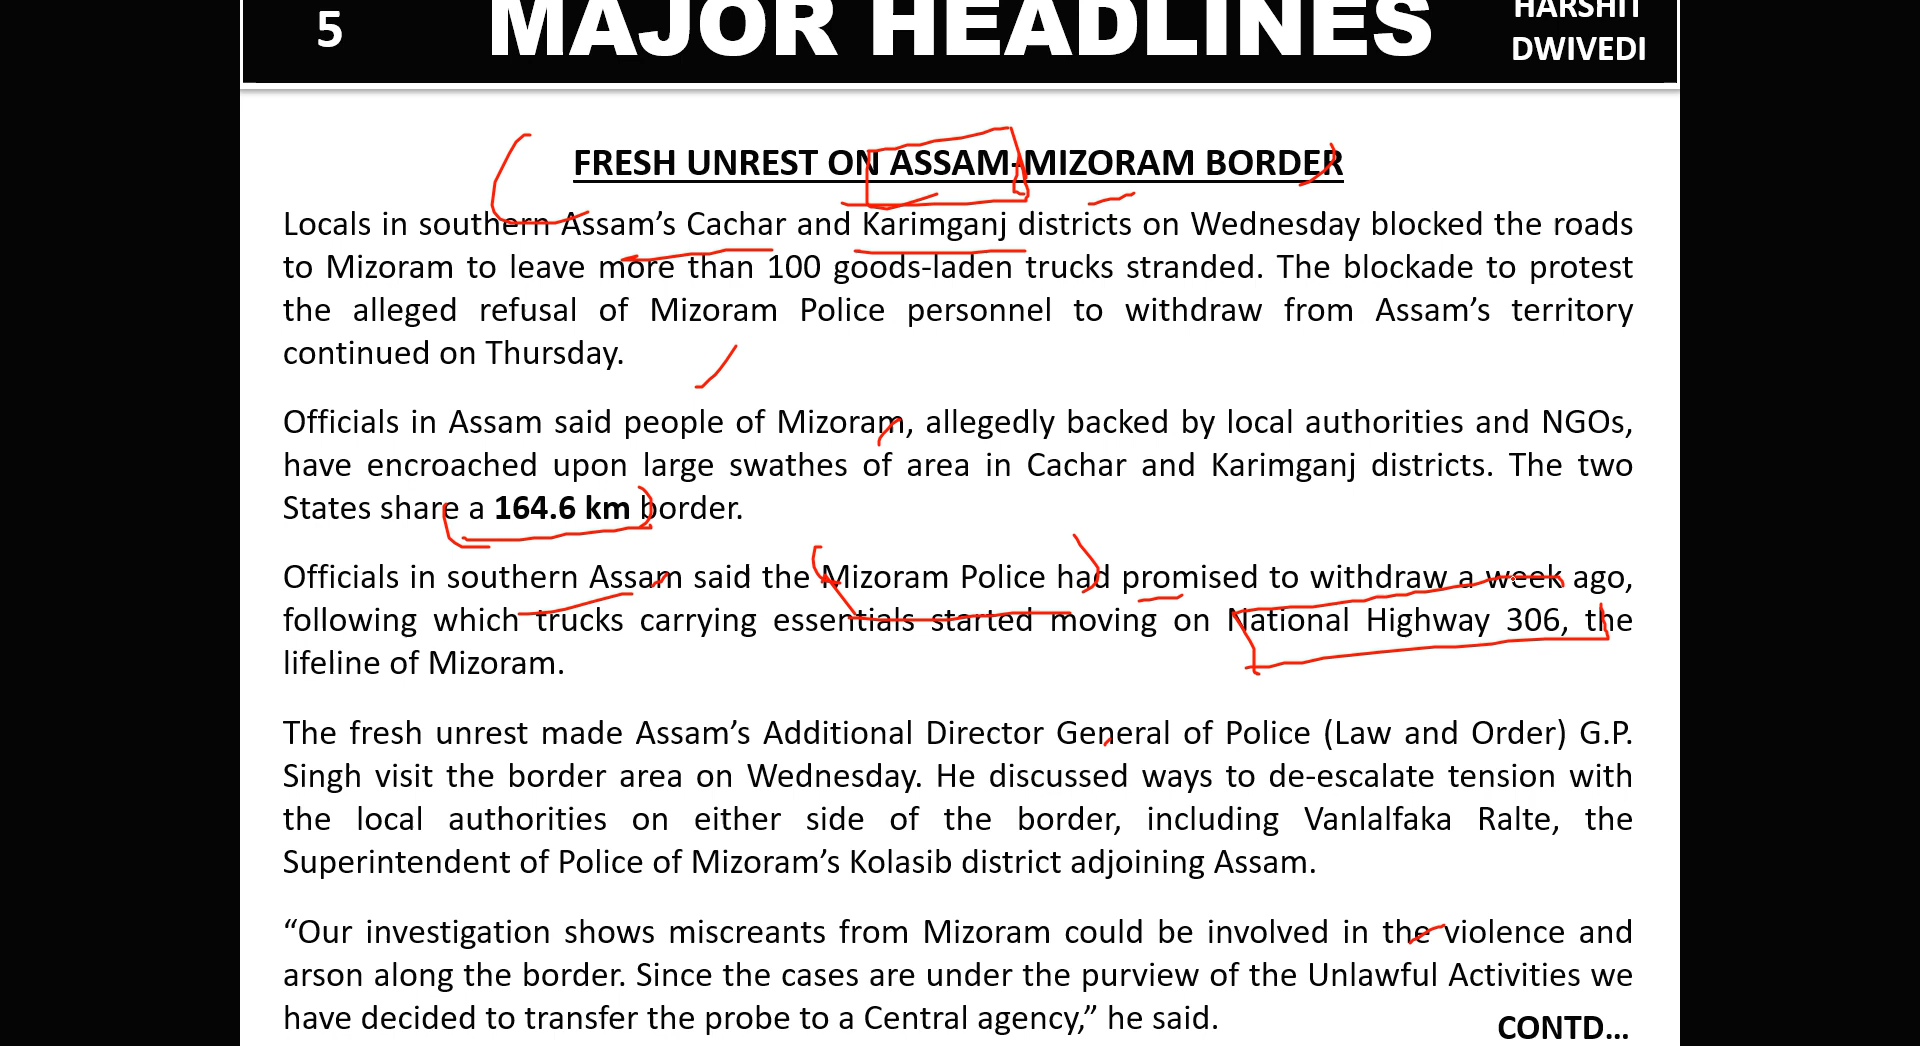 5
MAJOR HEADLINES
HARSHIT
DWIVEDI
FRESH UNREST ON ASSAM-MIZORAM BORDER
Locals in southern Assam’s Cachar and Karimganj districts on Wednesday blocked the roads
to Mizoram to leave more than 100 goods-laden trucks stranded. The blockade to protest
the alleged refusal of Mizoram Police personnel to withdraw from Assam’s territory
continued on Thursday.
Officials in Assam said people of Mizoram, allegedly backed by local authorities and NGOs,
have encroached upon large swathes of area in Cachar and Karimganj districts. The two
States share a 164.6 km border.
Officials in southern Assam said the Mizoram Police had promised to withdraw a week ago,
following which trucks carrying essentials started moving on National Highway 306, the
lifeline of Mizoram.
The fresh unrest made Assam’s Additional Director General of Police (Law and Order) G.P.
Singh visit the border area on Wednesday. He discussed ways to de-escalate tension with
the local authorities on either side of the border, including Vanlalfaka Ralte, the
Superintendent of Police of Mizoram’s Kolasib district adjoining Assam.
“Our investigation shows miscreants from Mizoram could be involved in the violence and
arson along the border. Since the cases are under the purview of the Unlawful Activities we
have decided to transfer the probe to a Central agency,” he said.
CONTD...